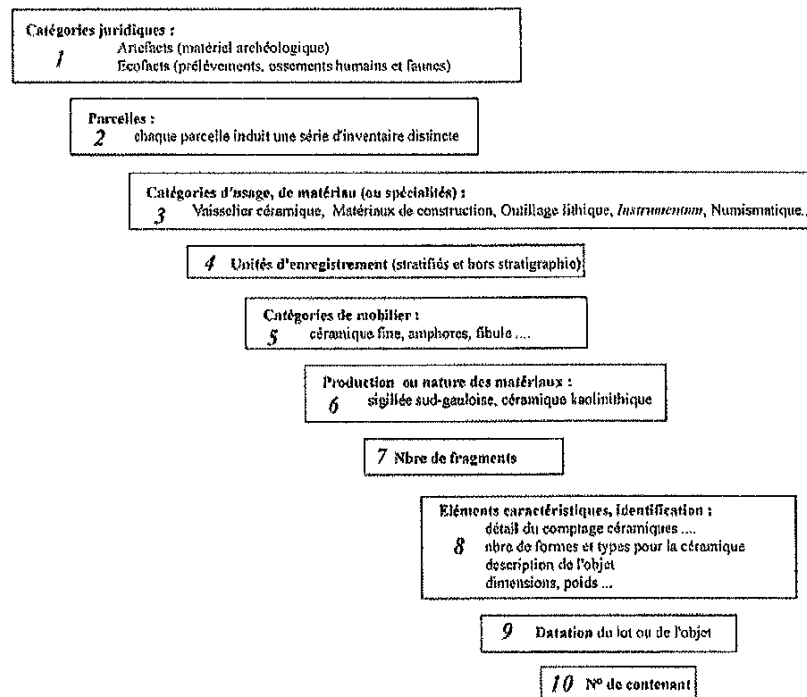 Catégories juridiques :
1 Artefacts (matériel archéologique)
Ecofacts (prélèvements, ossements humains et faunes)
Parcelles :
2 chaque parcelle induit une série d'inventaire distincte
Catégories d'usage, de matériau (ou spécialités) :
3 Vaisselier céramique, Matériaux de construction, Outillage lithique, Instrumentum, Numismatique..
4 Unités d'enregistrement (stratifiés et hors stratigraphie)
Catégories de mobilier :
5 céramique fine, amphores, fibule ....
Production ou nature des matériaux :
6 sigillée sud-gauloise, céramique kaolinithique
7 Nbre de fragments
Eléments caractéristiques, identification :
détail du comptage céramiques ....
8 nbre de formes et types pour la céramique
description de l'objet
dimensions, poids ...
9 Datation du lot ou de l'objet
10 N° de contenant